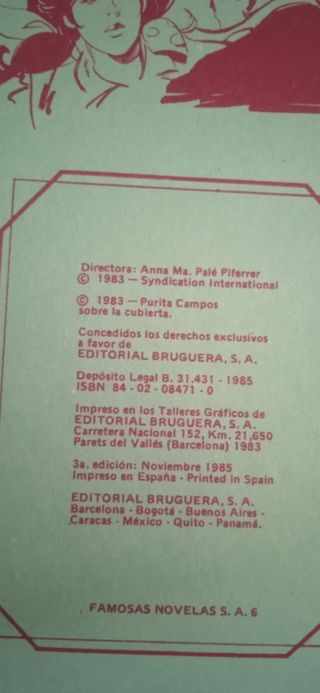 Directora: Anna Ma. Palé Piferrer
© 1983 — Syndication International
© 1983 — Purita Campos
sobre la cubierta.
Concedidos los derechos exclusivos
a favor de
EDITORIAL BRUGUERA, S. A.
Depósito Legal B. 31.431 - 1985
ISBN 84 - 02 - 08471 - 0
Impreso en los Talleres Gráficos de
EDITORIAL BRUGUERA, S. A.
Carretera Nacional 152, Km. 21,650
Parets del Vallés (Barcelona) 1983
3a. edición: Noviembre 1985
Impreso en España - Printed in Spain
EDITORIAL BRUGUERA, S. A.
Barcelona - Bogotá - Buenos Aires -
Caracas - México - Quito - Panamá.
FAMOSAS NOVELAS S. A. 6